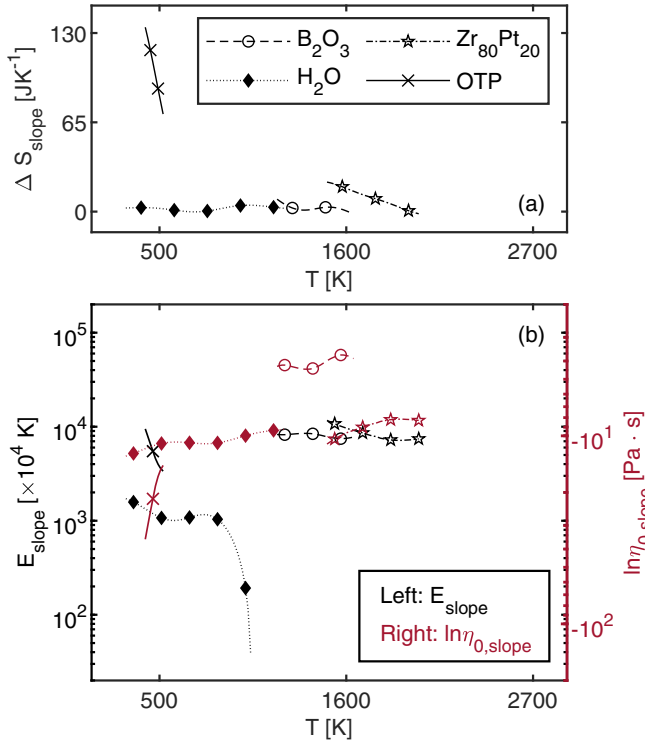 130
65
0
Δ S_slope [JK^-1]
B₂O₃
Zr₈₀Pt₂₀
H₂O
OTP
(a)
500
1600
2700
T [K]
(b)
10⁵
10⁴
10³
10²
E_slope [×10⁴ K]
-10¹
-10²
lnη_0,slope [Pa · s]
Left: E_slope
Right: lnη_0,slope
500
1600
2700
T [K]